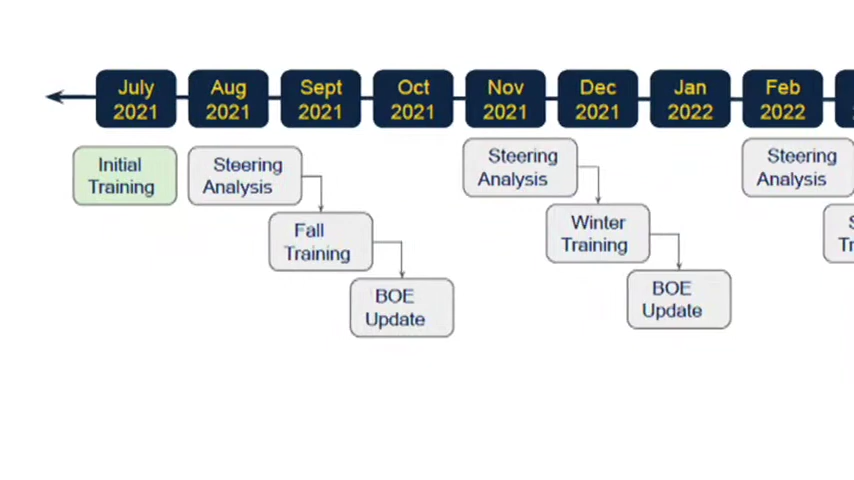 July
2021
Aug
2021
Sept
2021
Oct
2021
Nov
2021
Dec
2021
Jan
2022
Feb
2022
Initial
Training
Steering
Analysis
Fall
Training
BOE
Update
Steering
Analysis
Winter
Training
BOE
Update
Steering
Analysis